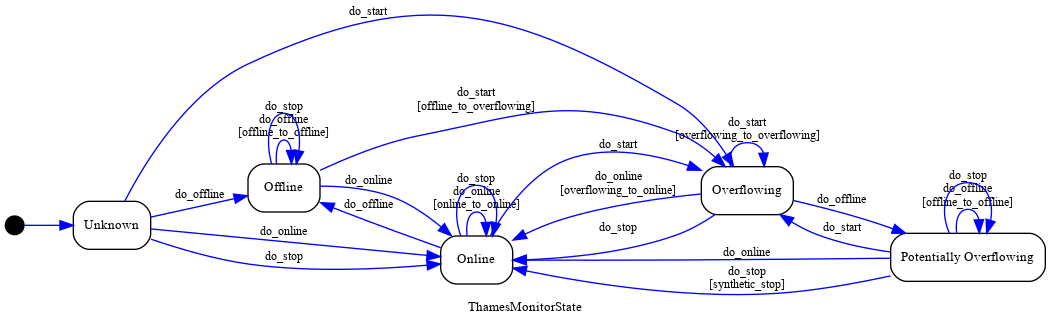 do_start
do_start
[offline_to_overflowing]
do_stop
do_offline
[offline_to_offline]
do_start
[overflowing_to_overflowing]
do_start
do_online
[overflowing_to_online]
do_stop
do_online
[online_to_online]
do_stop
do_offline
[offline_to_offline]
do_online
Offline
Overflowing
do_offline
do_offline
do_offline
Unknown
do_online
do_stop
do_start
do_stop
Online
do_online
Potentially Overflowing
do_stop
[synthetic_stop]
ThamesMonitorState